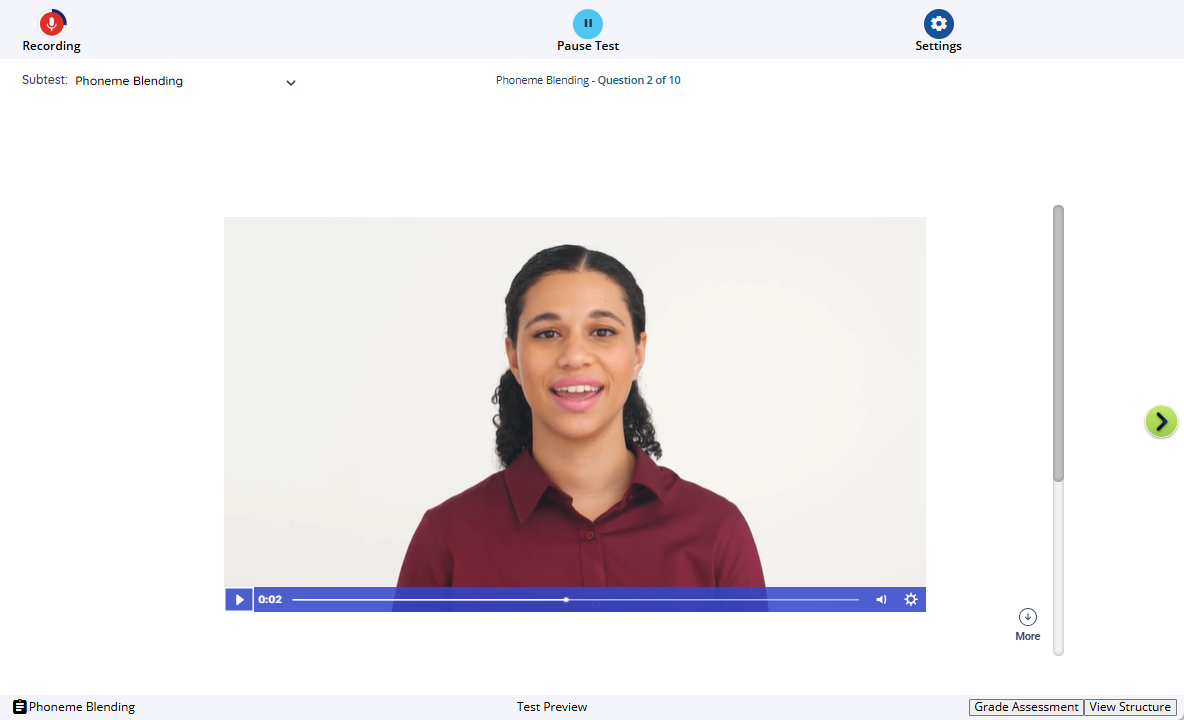 Recording
Pause Test
Settings
Subtest: Phoneme Blending
Phoneme Blending - Question 2 of 10
0:02
More
Phoneme Blending
Test Preview
Grade Assessment
View Structure